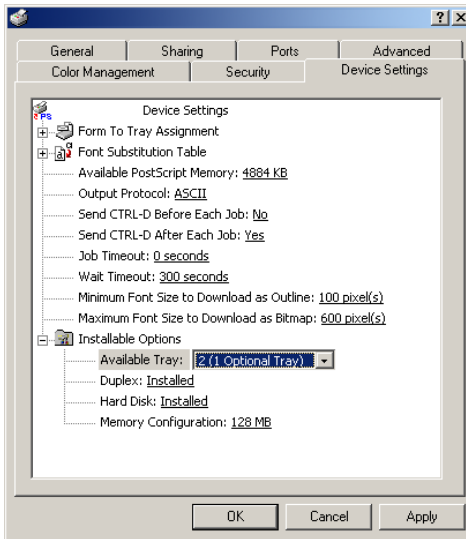 General Sharing Ports Advanced
Color Management Security Device Settings
PS
Device Settings
Form To Tray Assignment
Font Substitution Table
Available PostScript Memory: 4884 KB
Output Protocol: ASCII
Send CTRL-D Before Each Job: No
Send CTRL-D After Each Job: Yes
Job Timeout: 0 seconds
Wait Timeout: 300 seconds
Minimum Font Size to Download as Outline: 100 pixel(s)
Maximum Font Size to Download as Bitmap: 600 pixel(s)
Installable Options
Available Tray: 2 (1 Optional Tray)
Duplex: Installed
Hard Disk: Installed
Memory Configuration: 128 MB
OK Cancel Apply